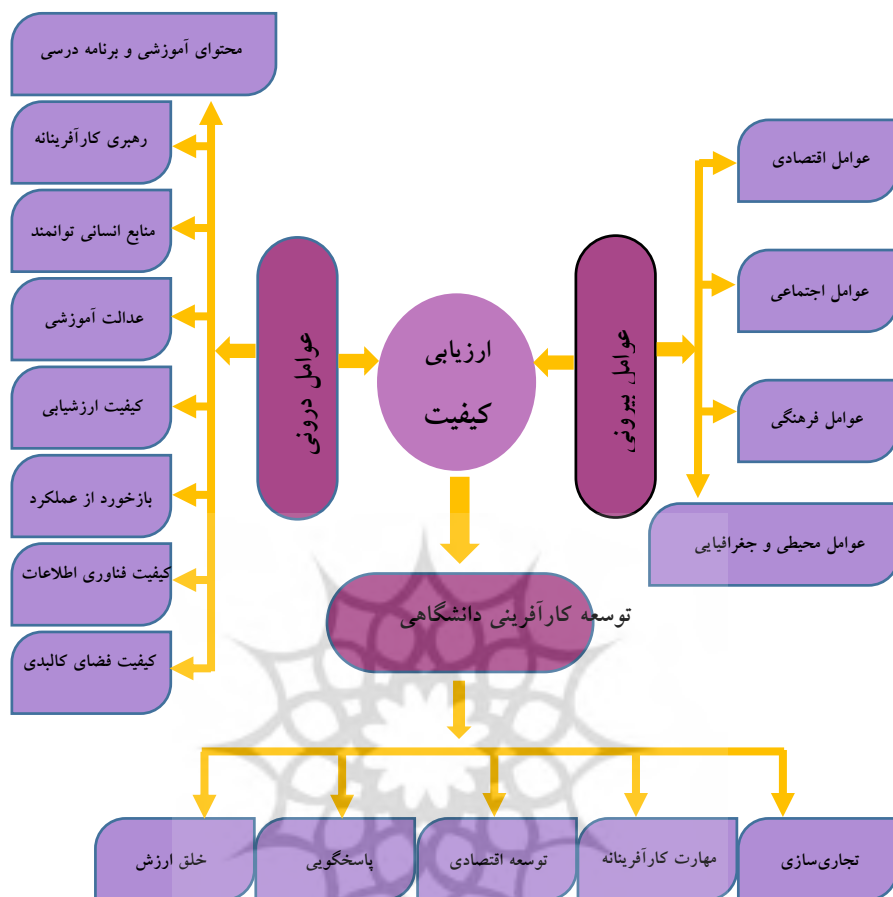 محتوای آموزشی و برنامه درسی
رهبری کارآفرینانه
منابع انسانی توانمند
عدالت آموزشی
کیفیت ارزشیابی
بازخورد از عملکرد
کیفیت فناوری اطلاعات
کیفیت فضای کالبدی
عوامل درونی
ارزیابی
کیفیت
عوامل بیرونی
عوامل اقتصادی
عوامل اجتماعی
عوامل فرهنگی
عوامل محیطی و جغرافیایی
توسعه کارآفرینی دانشگاهی
تجاری‌سازی
مهارت کارآفرینانه
توسعه اقتصادی
پاسخگویی
خلق ارزش